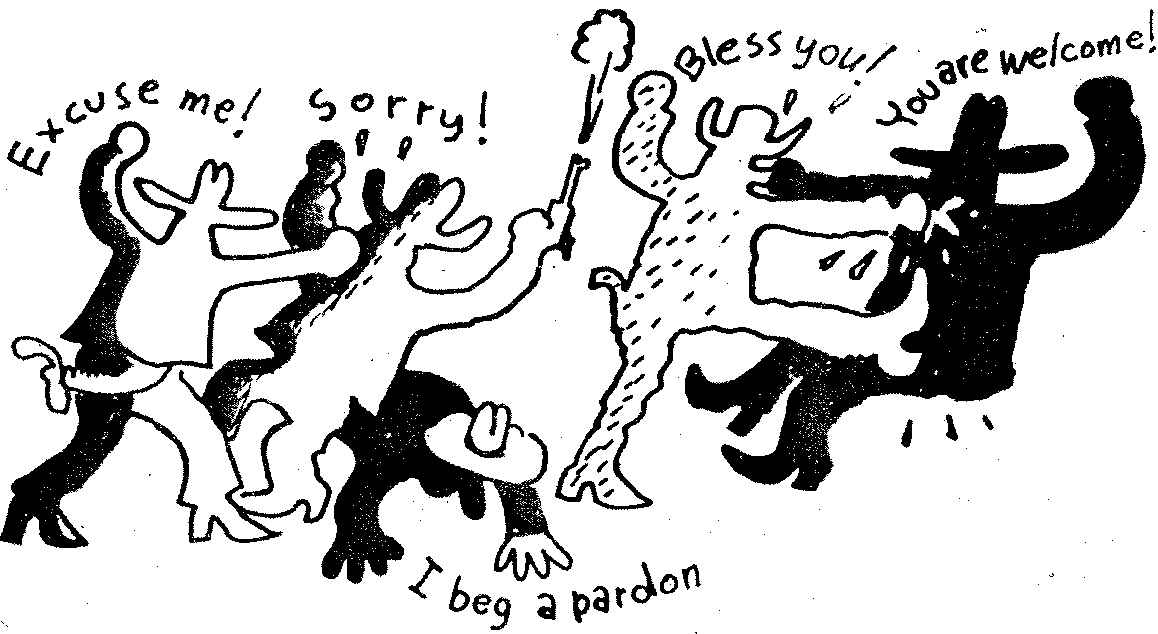 Excuse me!
Sorry!
Bless you!
You are welcome!
I beg a pardon